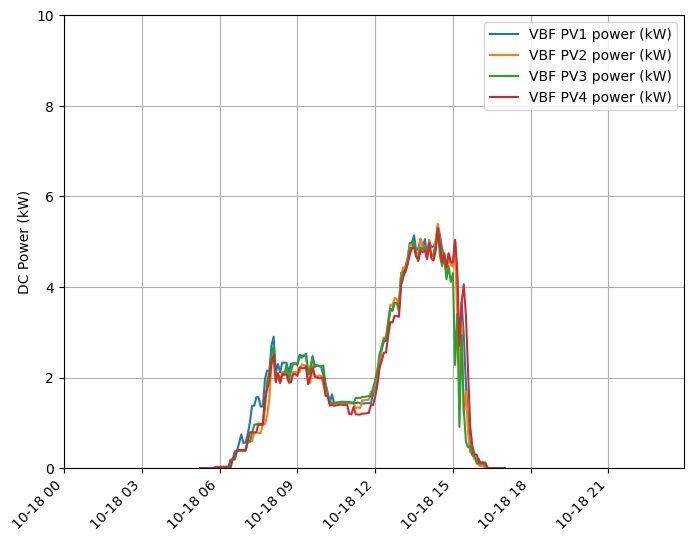 10
8
6
4
2
0
DC Power (kW)
VBF PV1 power (kW)
VBF PV2 power (kW)
VBF PV3 power (kW)
VBF PV4 power (kW)
10-18 00
10-18 03
10-18 06
10-18 09
10-18 12
10-18 15
10-18 18
10-18 21